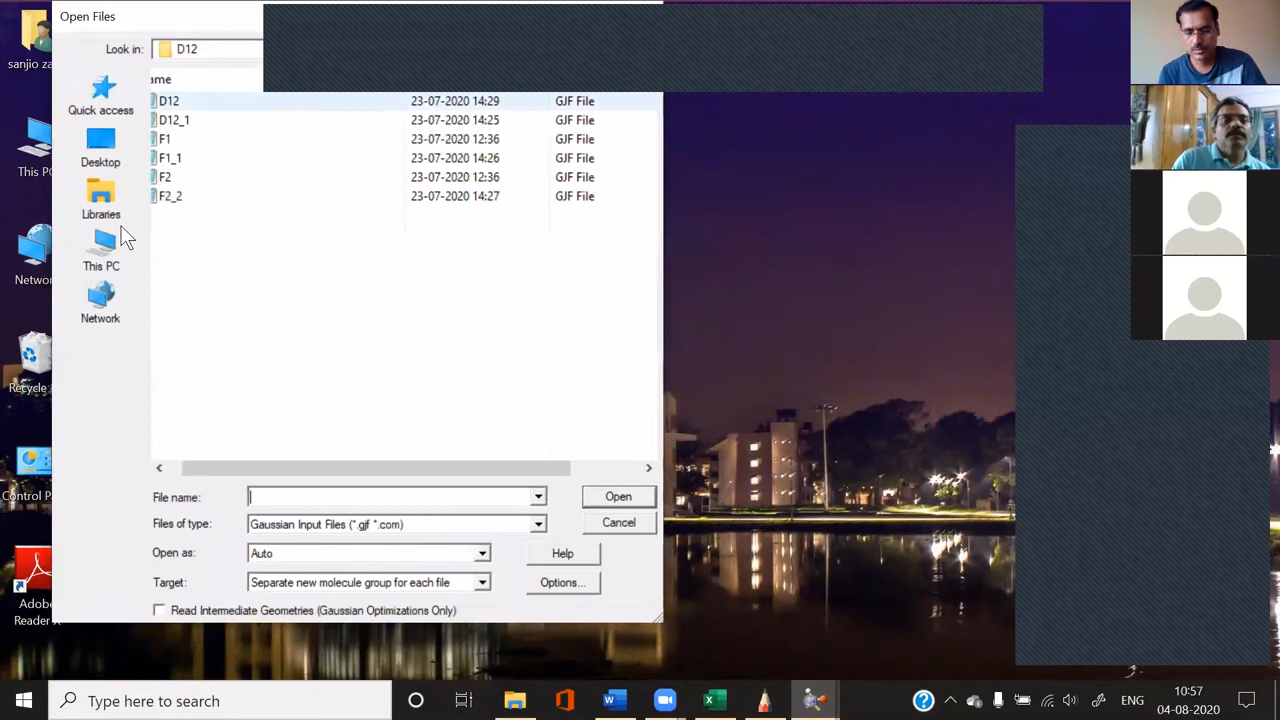 Open Files
sanjio za
Look in:
D12
ame
Quick access
D12 23-07-2020 14:29 GJF File
D12_1 23-07-2020 14:25 GJF File
F1 23-07-2020 12:36 GJF File
F1_1 23-07-2020 14:26 GJF File
F2 23-07-2020 12:36 GJF File
F2_2 23-07-2020 14:27 GJF File
This PC
Desktop
Libraries
This PC
Networ
Network
Recycle
Control P
File name:
Open
Files of type:
Gaussian Input Files (*.gjf *.com)
Cancel
Open as:
Auto
Help
Target:
Separate new molecule group for each file
Options...
Adobe
Reader X
Read Intermediate Geometries (Gaussian Optimizations Only)
Type here to search
ENG
10:57
04-08-2020